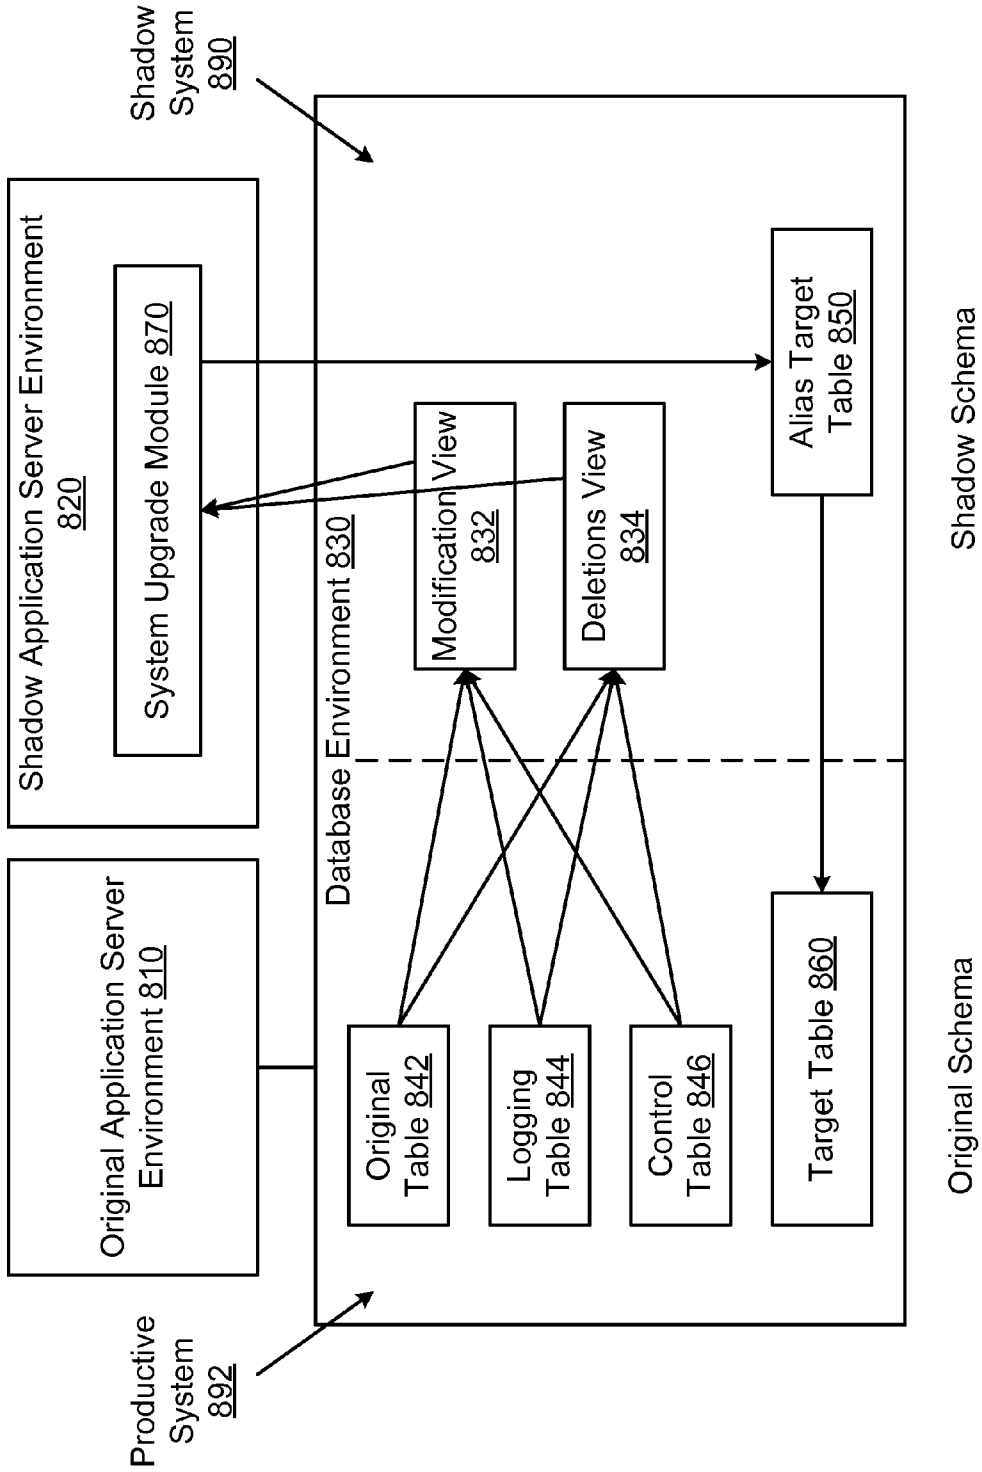 Productive
System
892
Original Application Server
Environment 810
Shadow Application Server Environment
820
System Upgrade Module 870
Shadow
System
890
Database Environment 830
Original
Table 842
Logging
Table 844
Control
Table 846
Target Table 860
Modification View
832
Deletions View
834
Alias Target
Table 850
Original Schema
Shadow Schema